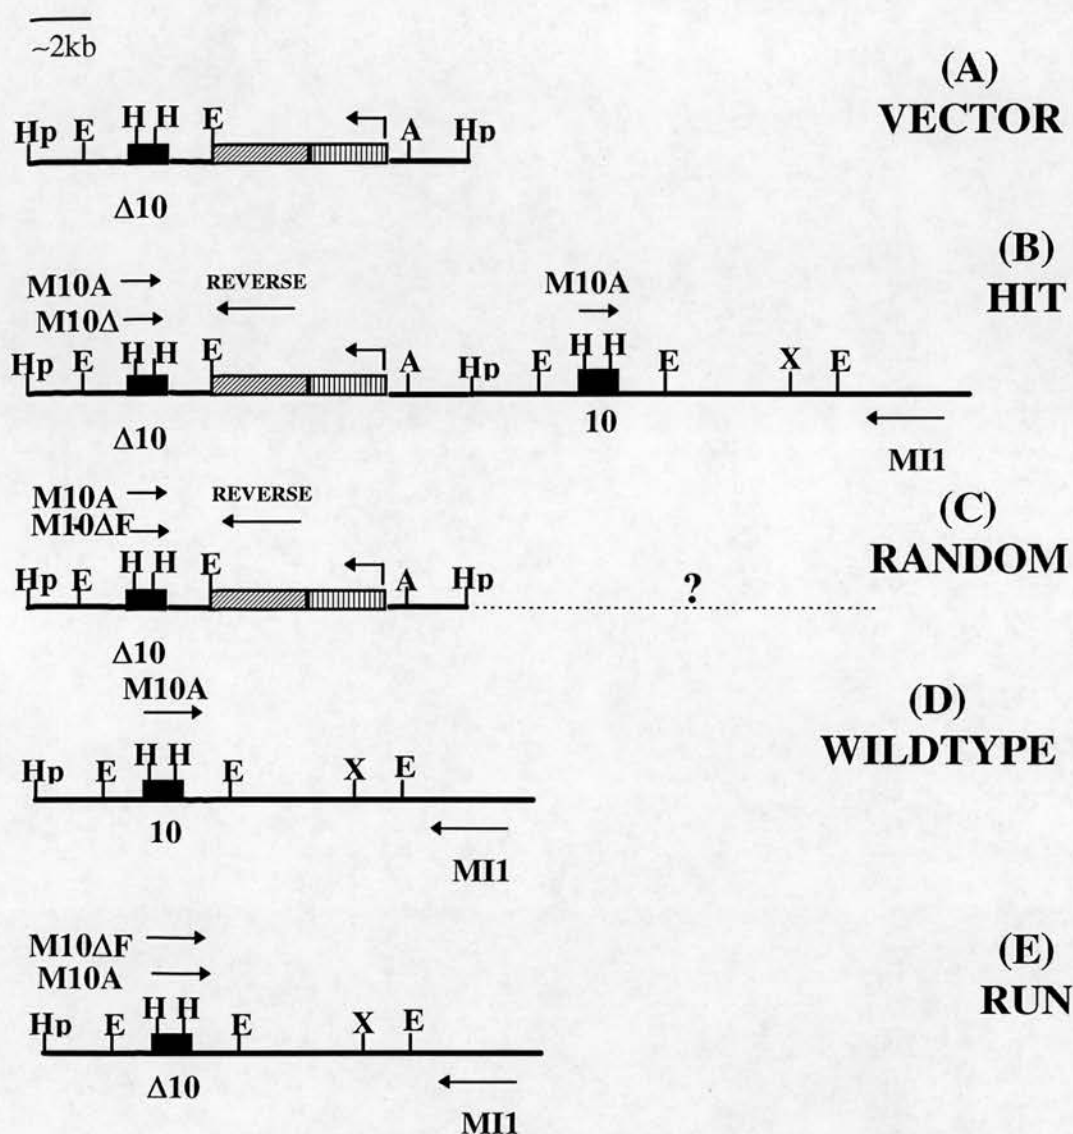 ~2kb
(A)
VECTOR
Hp E H H E A Hp
Δ10
(B)
HIT
M10A REVERSE M10A
M10Δ
Hp E H H E A Hp E H H E X E
Δ10 10
MI1
(C)
RANDOM
M10A REVERSE
M10ΔF
Hp E H H E A Hp ?
Δ10
(D)
WILDTYPE
M10A
Hp E H H E X E
10
MI1
(E)
RUN
M10ΔF
M10A
Hp E H H E X E
Δ10
MI1